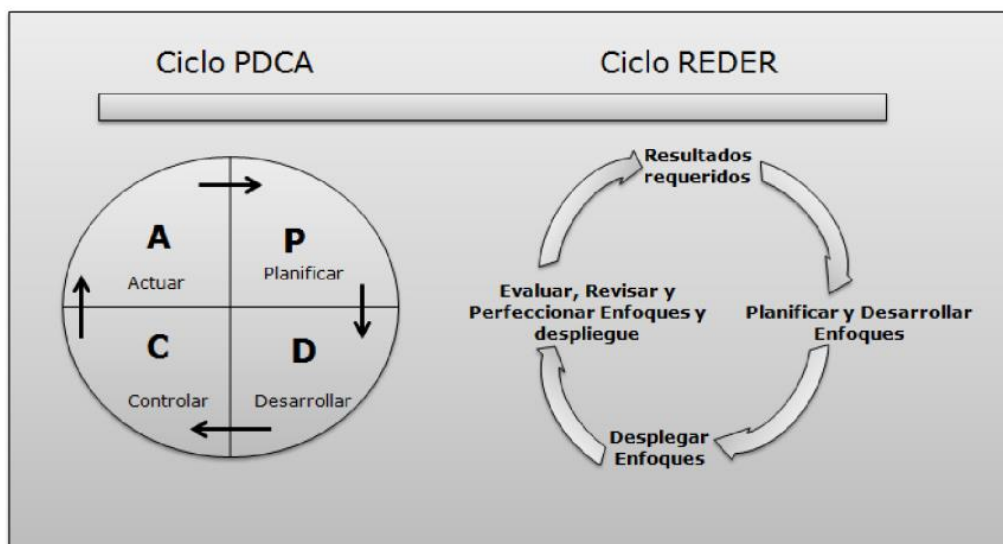 Ciclo PDCA
Ciclo REDER
A
Actuar
P
Planificar
C
Controlar
D
Desarrollar
Resultados
requeridos
Planificar y Desarrollar
Enfoques
Desplegar
Enfoques
Evaluar, Revisar y
Perfeccionar Enfoques y
despliegue